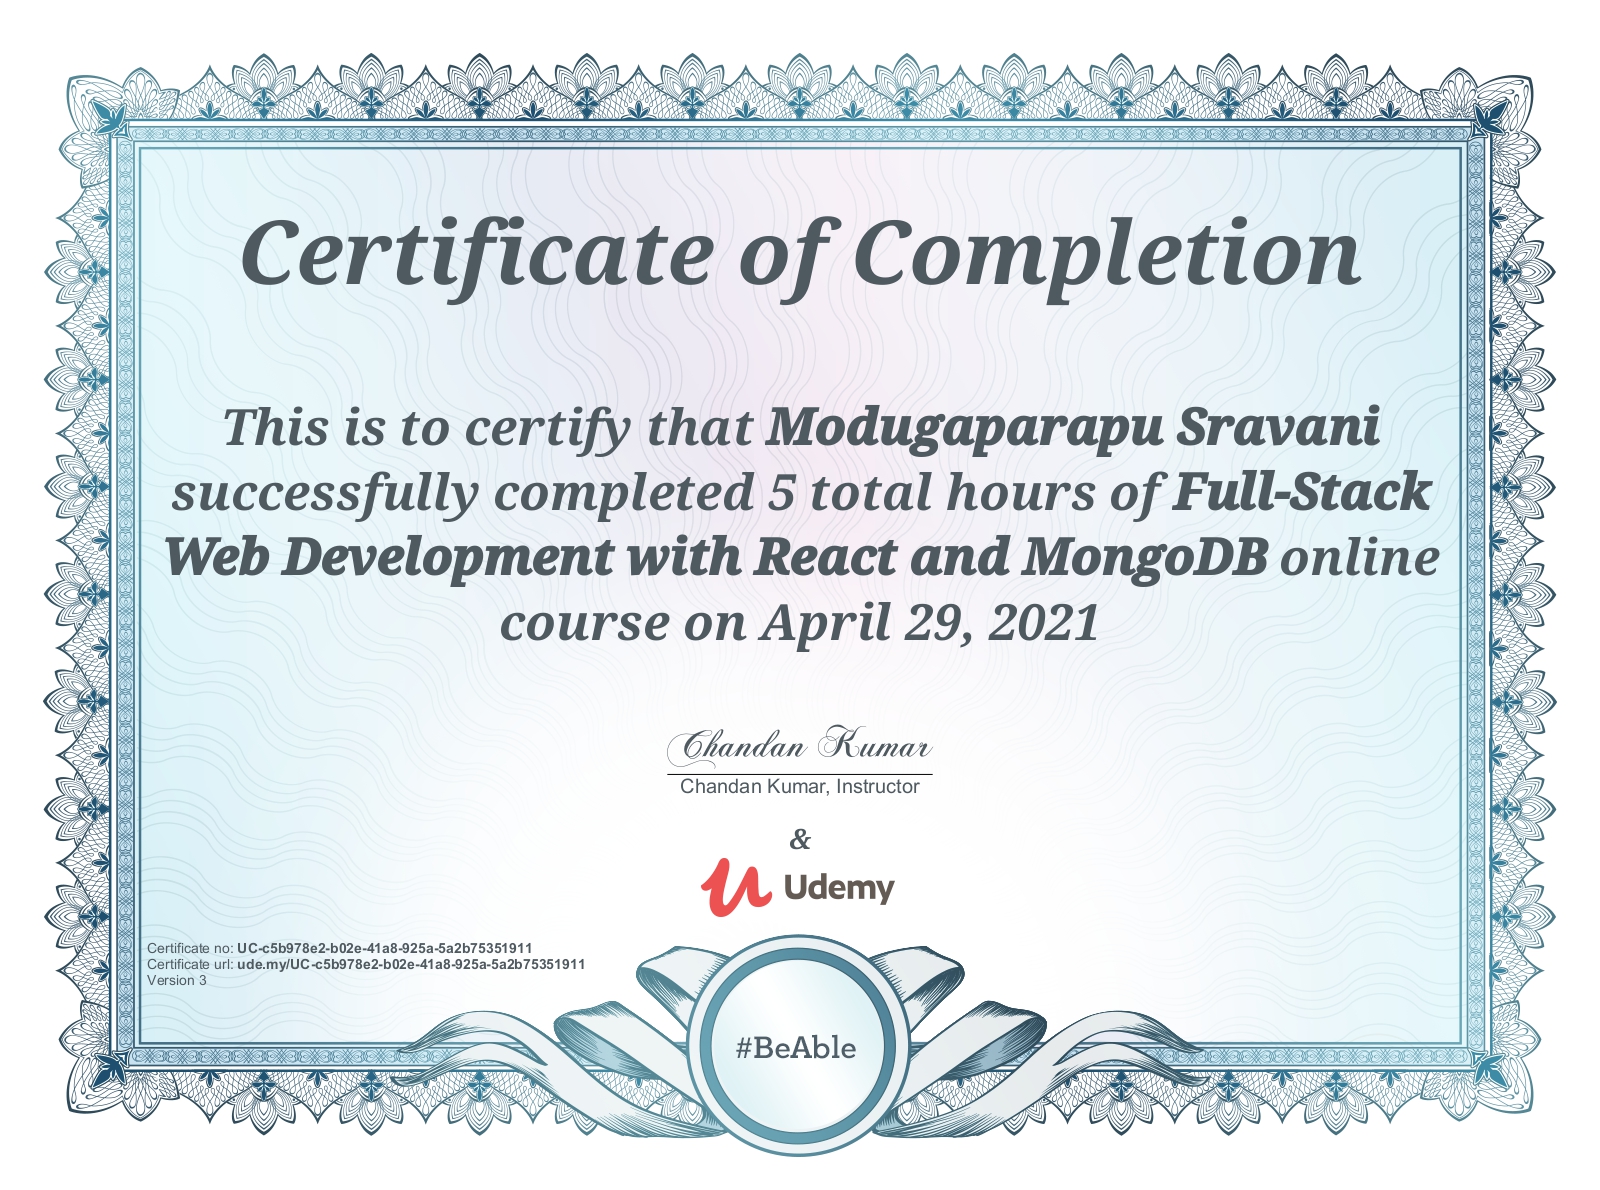 Certificate of Completion
This is to certify that Modugaparapu Sravani
successfully completed 5 total hours of Full-Stack
Web Development with React and MongoDB online
course on April 29, 2021
Chandan Kumar
Chandan Kumar, Instructor
&
Udemy
Certificate no: UC-c5b978e2-b02e-41a8-925a-5a2b75351911
Certificate url: ude.my/UC-c5b978e2-b02e-41a8-925a-5a2b75351911
Version 3
#BeAble